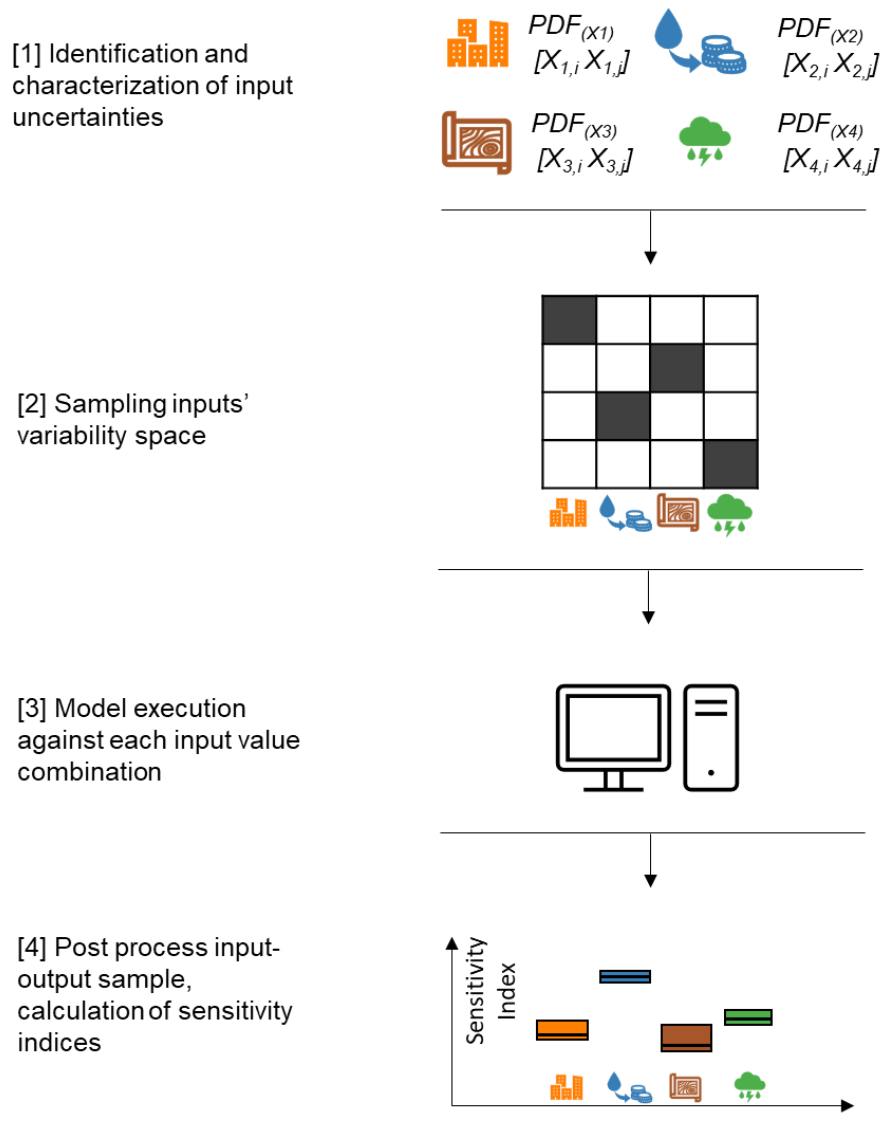 [1] Identification and
characterization of input
uncertainties
PDF(X1)
[X1,i X1,j]
PDF(X2)
[X2,i X2,j]
PDF(X3)
[X3,i X3,j]
PDF(X4)
[X4,i X4,j]
[2] Sampling inputs’
variability space
[3] Model execution
against each input value
combination
[4] Post process input-
output sample,
calculation of sensitivity
indices
Sensitivity
Index